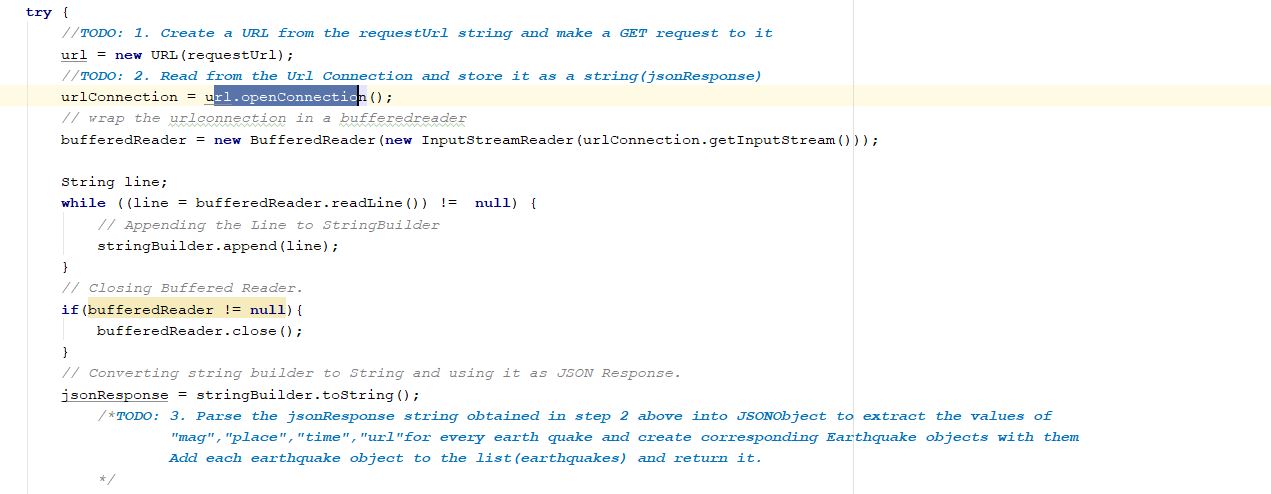 try {
//TODO: 1. Create a URL from the requestUrl string and make a GET request to it
url = new URL(requestUrl);
//TODO: 2. Read from the Url Connection and store it as a string(jsonResponse)
urlConnection = url.openConnection();
// wrap the urlconnection in a bufferedreader
bufferedReader = new BufferedReader(new InputStreamReader(urlConnection.getInputStream()));
String line;
while ((line = bufferedReader.readLine()) !=  null) {
// Appending the Line to StringBuilder
stringBuilder.append(line);
}
// Closing Buffered Reader.
if(bufferedReader != null){
bufferedReader.close();
}
// Converting string builder to String and using it as JSON Response.
jsonResponse = stringBuilder.toString();
/*TODO: 3. Parse the jsonResponse string obtained in step 2 above into JSONObject to extract the values of
"mag","place","time","url"for every earth quake and create corresponding Earthquake objects with them
Add each earthquake object to the list(earthquakes) and return it.
*/